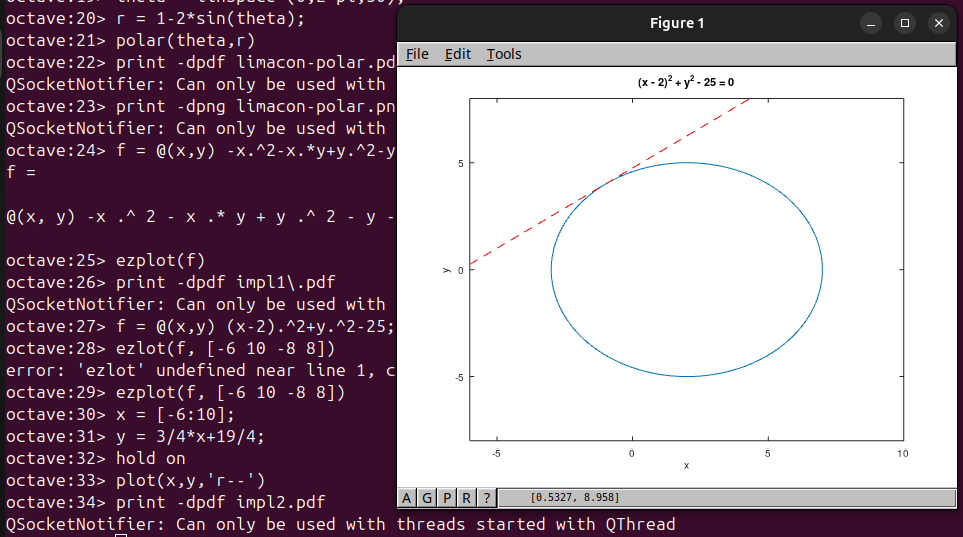 octave:20> r = 1-2*sin(theta);
octave:21> polar(theta,r)
octave:22> print -dpdf limacon-polar.pd
QSocketNotifier: Can only be used with
octave:23> print -dpng limacon-polar.pn
QSocketNotifier: Can only be used with
octave:24> f = @(x,y) -x.^2-x.*y+y.^2-y
f =
@(x, y) -x .^ 2 - x .* y + y .^ 2 - y -
octave:25> ezplot(f)
octave:26> print -dpdf impl1\.pdf
QSocketNotifier: Can only be used with
octave:27> f = @(x,y) (x-2).^2+y.^2-25;
octave:28> ezlot(f, [-6 10 -8 8])
error: 'ezlot' undefined near line 1, c
octave:29> ezplot(f, [-6 10 -8 8])
octave:30> x = [-6:10];
octave:31> y = 3/4*x+19/4;
octave:32> hold on
octave:33> plot(x,y,'r--')
octave:34> print -dpdf impl2.pdf
QSocketNotifier: Can only be used with threads started with QThread
Figure 1
File Edit Tools
(x - 2)² + y² - 25 = 0
5
y
0
-5
-5 0 5 10
x
A G P R ? [0.5327, 8.958]